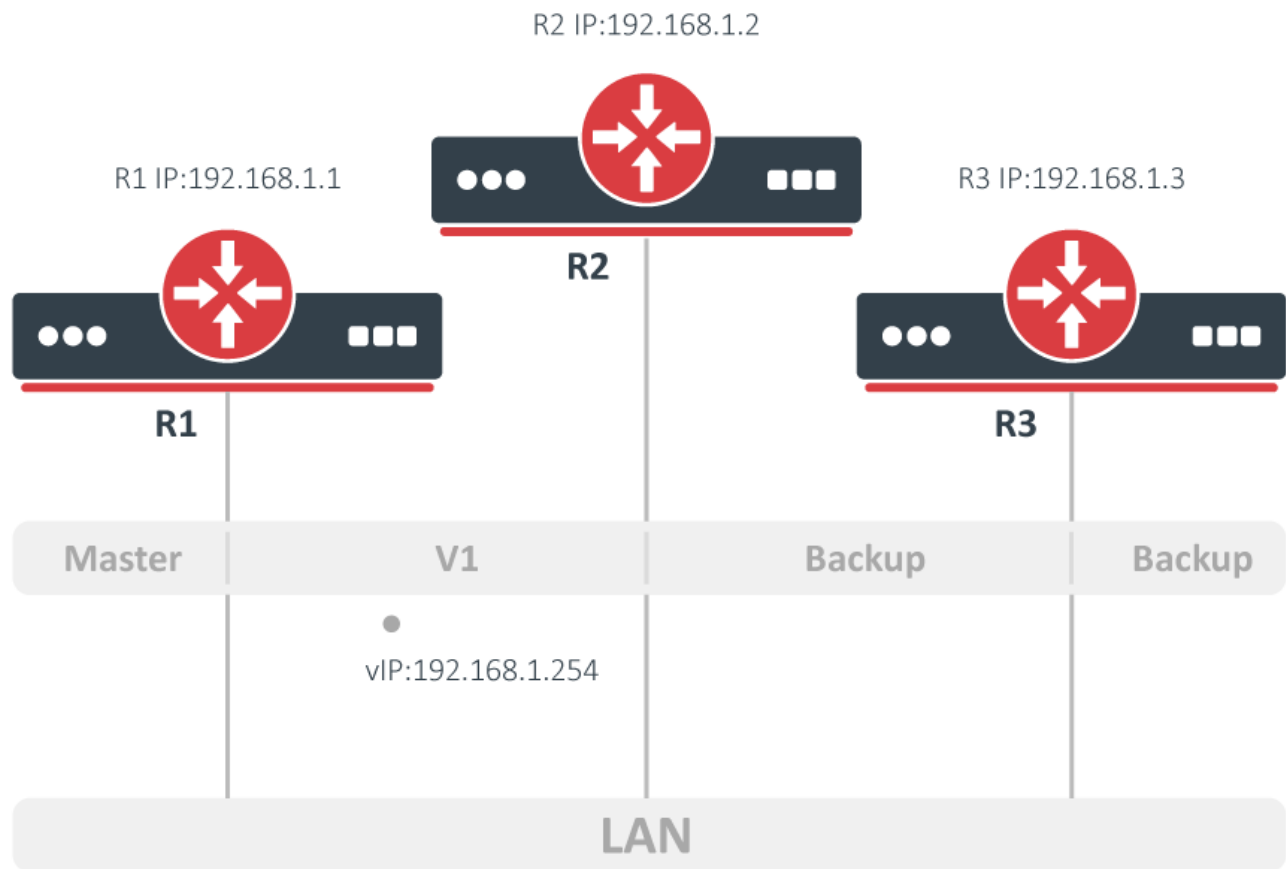 R2 IP:192.168.1.2
R1 IP:192.168.1.1
R3 IP:192.168.1.3
R2
R1
R3
Master
V1
Backup
Backup
vIP:192.168.1.254
LAN